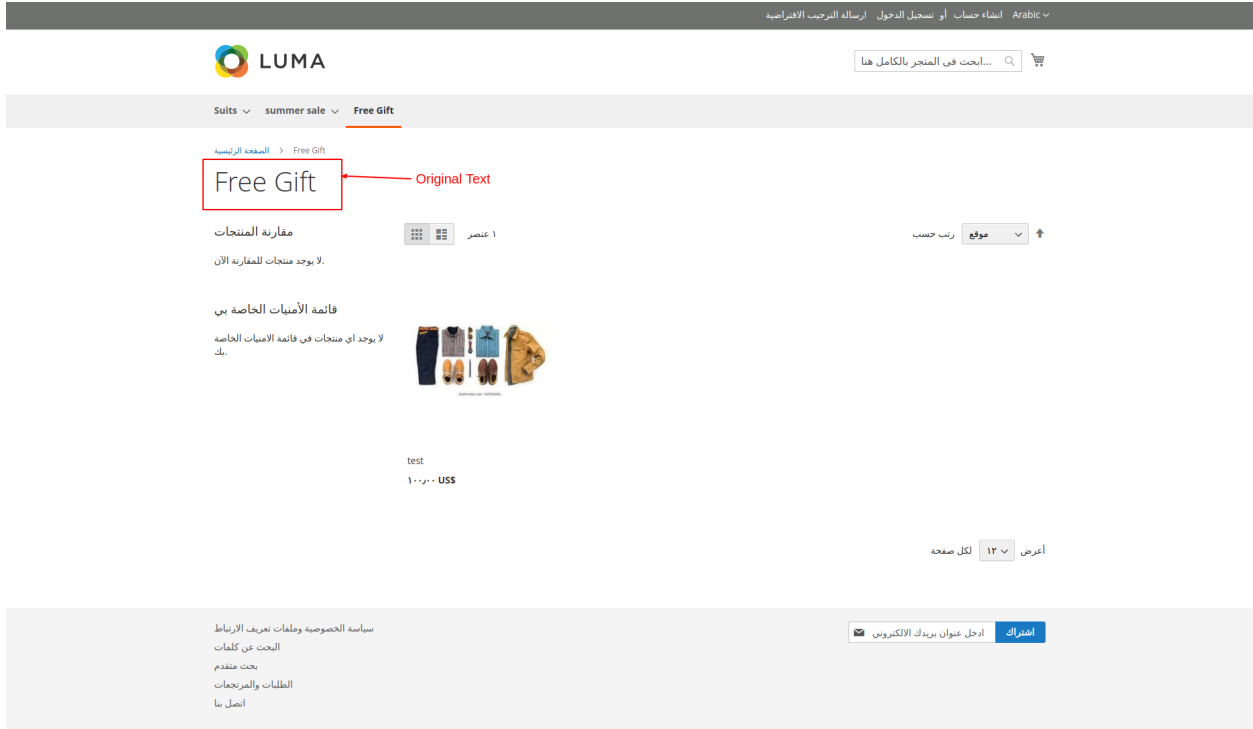 ارسالة الترحيب الافتراضية تسجيل الدخول أو انشاء حساب Arabic
LUMA
ابحث فى المتجر بالكامل هنا...
Suits summer sale Free Gift
الصفحة الرئيسية Free Gift
Free Gift
Original Text
مقارنة المنتجات
١ عنصر
رتب حسب موقع
لا يوجد منتجات للمقارنة الآن.
قائمة الأمنيات الخاصة بي
لا يوجد اي منتجات في قائمة الامنيات الخاصة
بك.
test
١٠٠٫٠٠ US$
أعرض ١٢ لكل صفحة
سياسة الخصوصية وملفات تعريف الارتباط
البحث عن كلمات
بحث متقدم
الطلبات والمرتجعات
اتصل بنا
ادخل عنوان بريدك الالكتروني
اشتراك